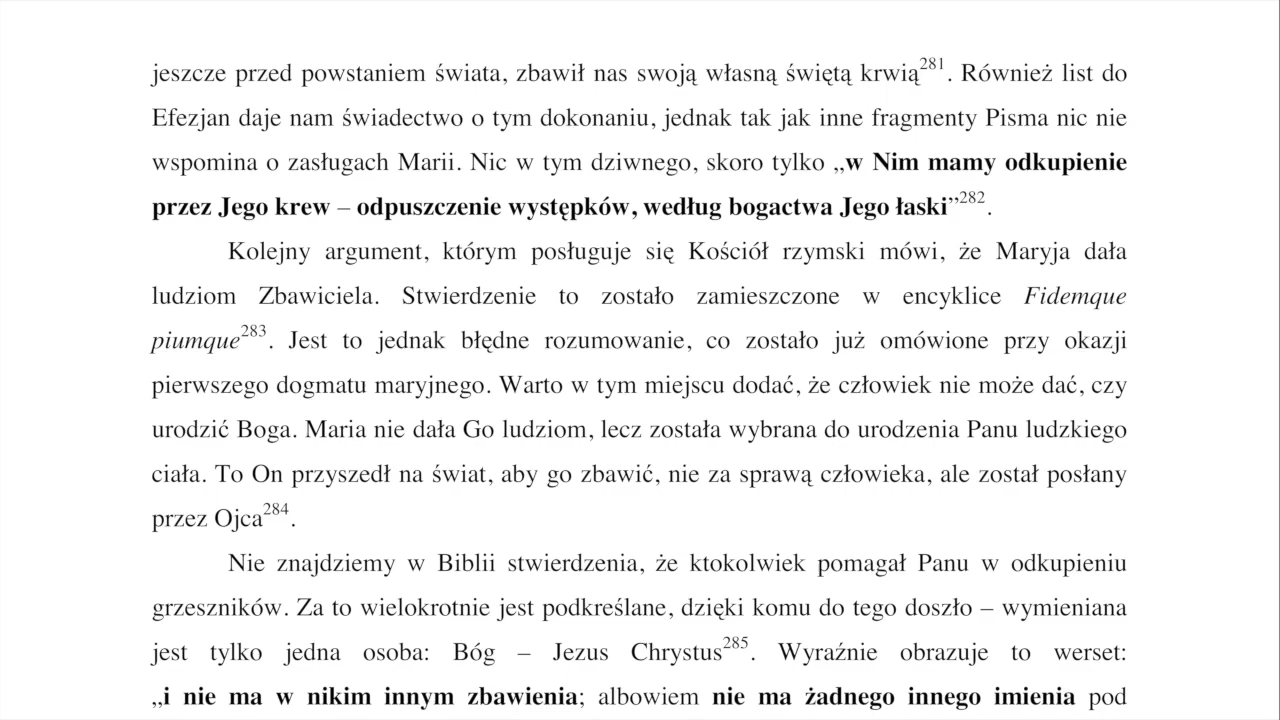 jeszcze przed powstaniem świata, zbawił nas swoją własną świętą krwią281. Również list do
Efezjan daje nam świadectwo o tym dokonaniu, jednak tak jak inne fragmenty Pisma nic nie
wspomina o zasługach Marii. Nic w tym dziwnego, skoro tylko „w Nim mamy odkupienie
przez Jego krew – odpuszczenie występków, według bogactwa Jego łaski”282.
Kolejny argument, którym posługuje się Kościół rzymski mówi, że Maryja dała
ludziom Zbawiciela. Stwierdzenie to zostało zamieszczone w encyklice Fidemque
piumque283. Jest to jednak błędne rozumowanie, co zostało już omówione przy okazji
pierwszego dogmatu maryjnego. Warto w tym miejscu dodać, że człowiek nie może dać, czy
urodzić Boga. Maria nie dała Go ludziom, lecz została wybrana do urodzenia Panu ludzkiego
ciała. To On przyszedł na świat, aby go zbawić, nie za sprawą człowieka, ale został posłany
przez Ojca284.
Nie znajdziemy w Biblii stwierdzenia, że ktokolwiek pomagał Panu w odkupieniu
grzeszników. Za to wielokrotnie jest podkreślane, dzięki komu do tego doszło – wymieniana
jest tylko jedna osoba: Bóg – Jezus Chrystus285. Wyraźnie obrazuje to werset:
„i nie ma w nikim innym zbawienia; albowiem nie ma żadnego innego imienia pod